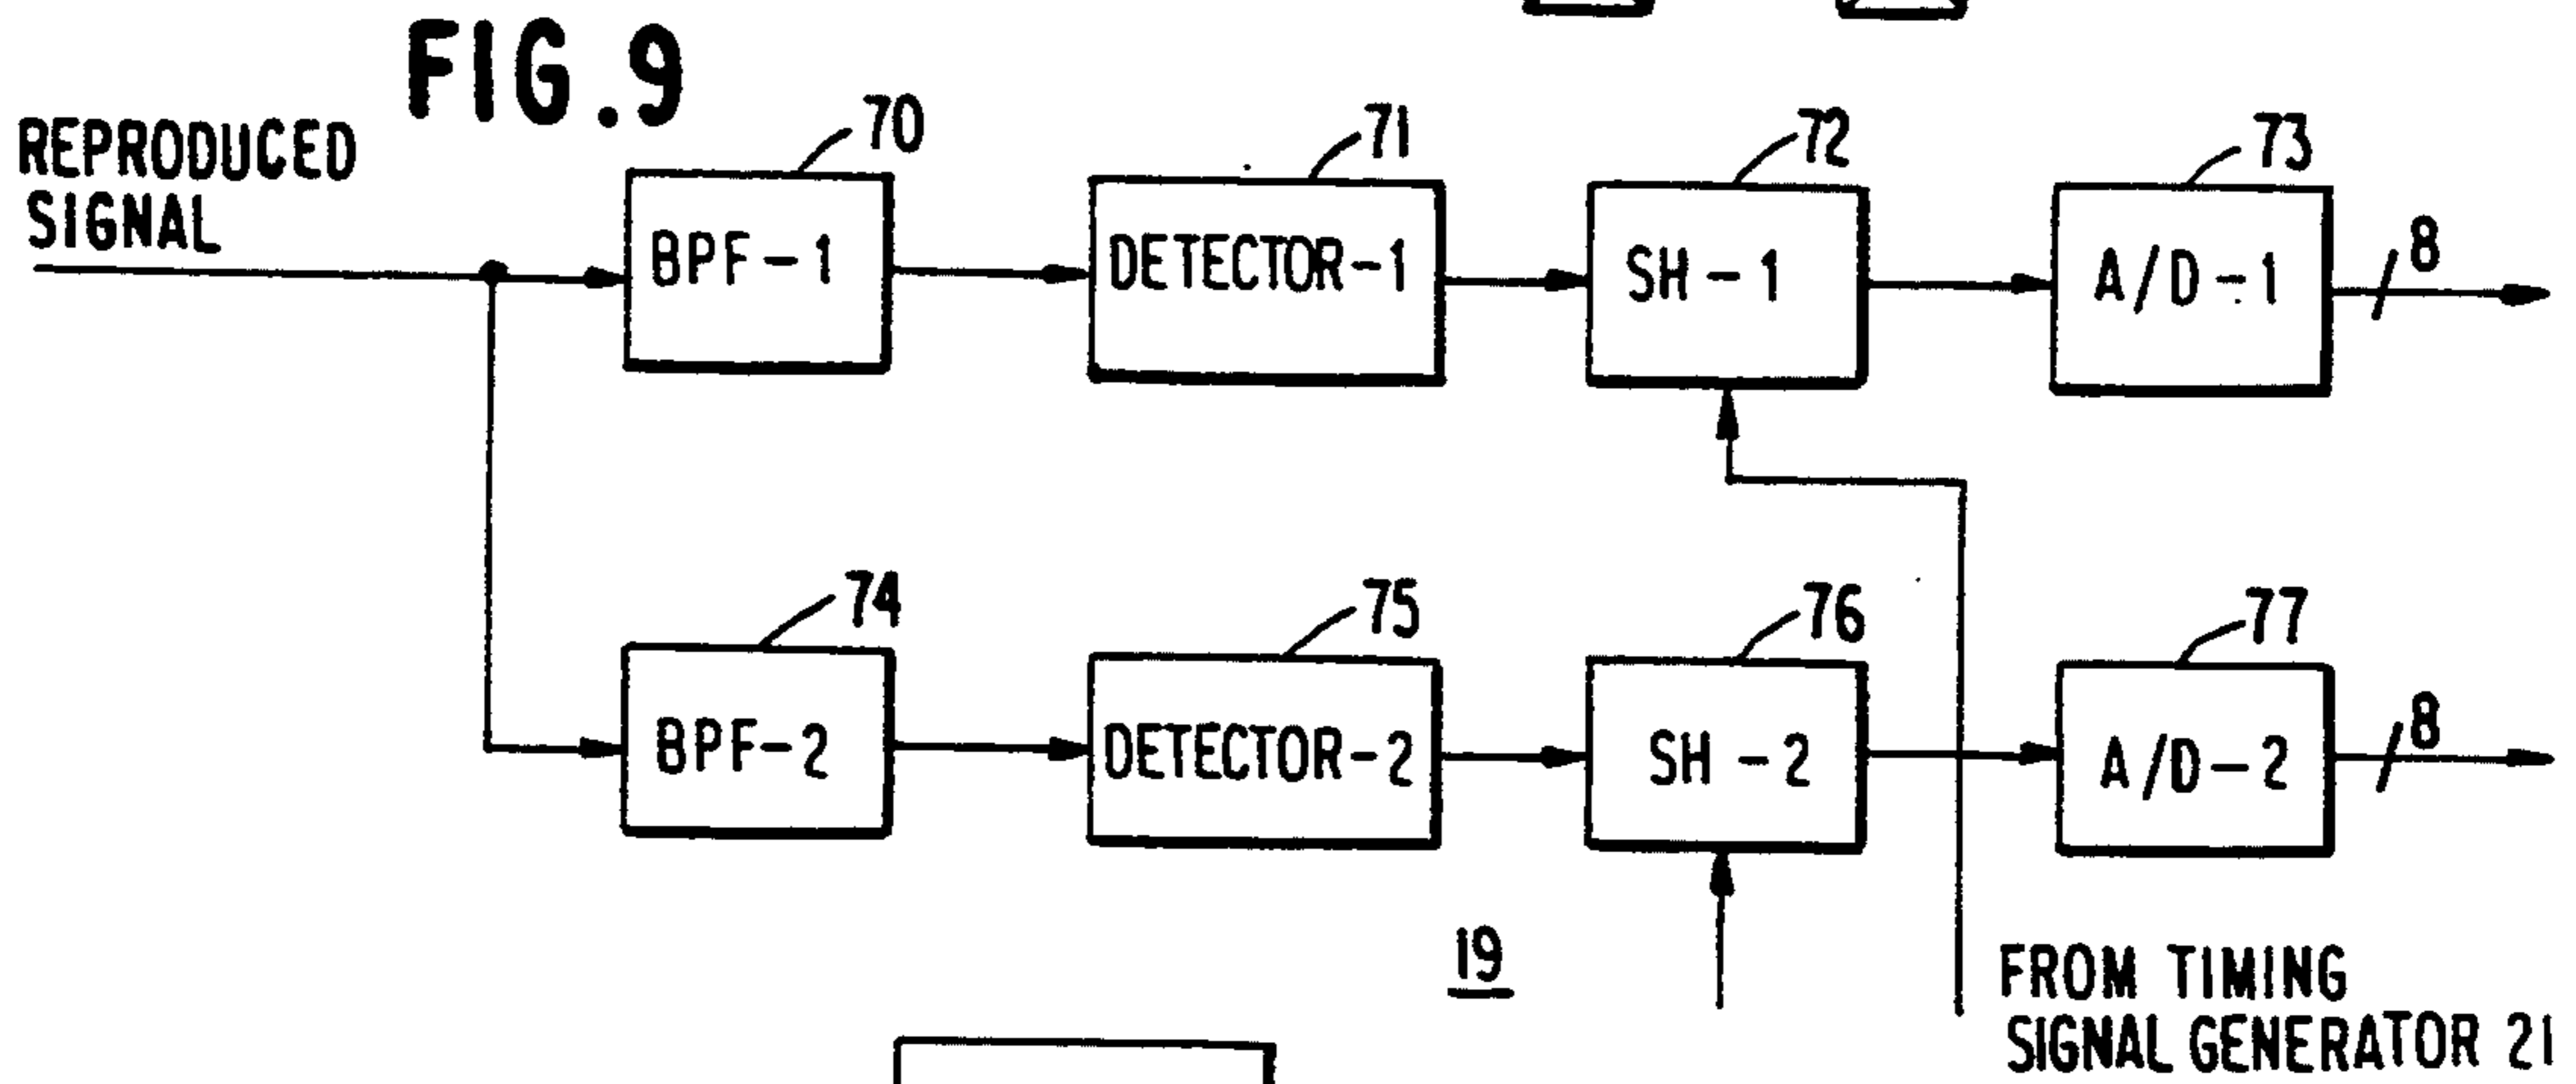 FIG.9
REPRODUCED
SIGNAL
70
71
72
73
BPF-1
DETECTOR-1
SH-1
A/D-1
8
74
75
76
77
BPF-2
DETECTOR-2
SH-2
A/D-2
8
19
FROM TIMING
SIGNAL GENERATOR 21